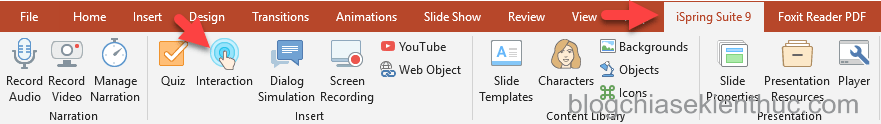 File Home Insert Design Transitions Animations Slide Show Review View iSpring Suite 9 Foxit Reader PDF
Record Audio
Record Video
Manage Narration
Narration
Quiz
Interaction
Dialog Simulation
Screen Recording
YouTube
Web Object
Insert
Slide Templates
Characters
Backgrounds
Objects
Icons
Content Library
Slide Properties
Presentation Resources
Player
Presentation
blogchiasekienthuc.com